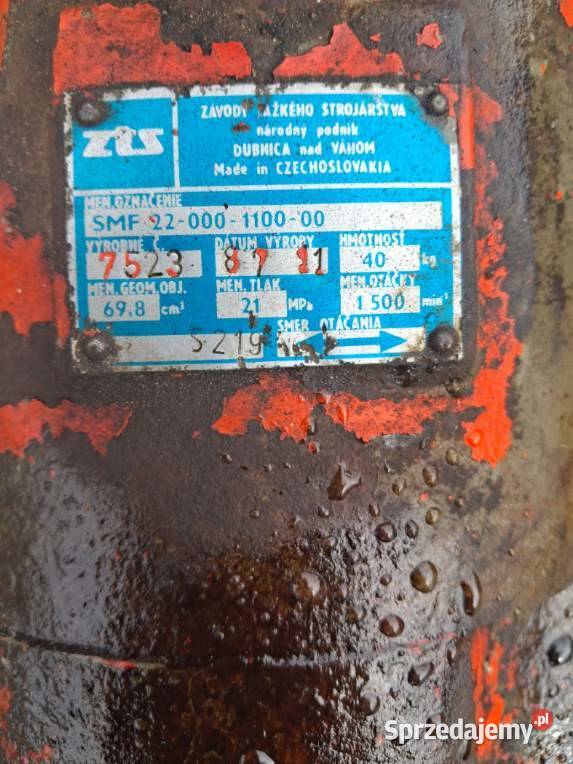 ZŤS
ZÁVODY ŤAŽKÉHO STROJÁRSTVA
národný podnik
DUBNICA nad VÁHOM
Made in CZECHOSLOVAKIA
MEN.OZNAČENIE
SMF 22-000-1100-00
VÝROBNÉ Č. DÁTUM VÝROBY HMOTNOSŤ
7523 87 11 40 kg
MEN.GEOM.OBJ. MEN.TLAK MEN.OTÁČKY
69.8 cm³ 21 MPa 1 500 min⁻¹
S219 SMER OTÁČANIA
Sprzedajemy.pl